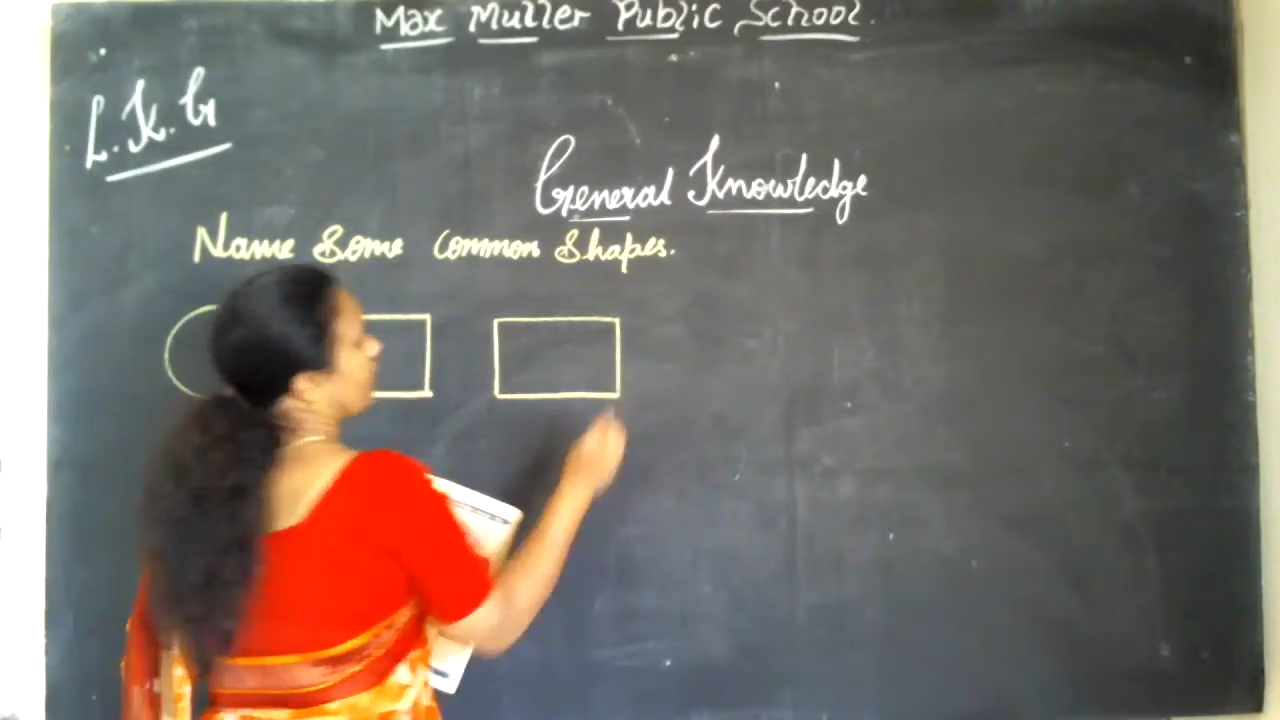 Max Muller Public School.
L.K.G
General Knowledge
Name Some Common Shapes.